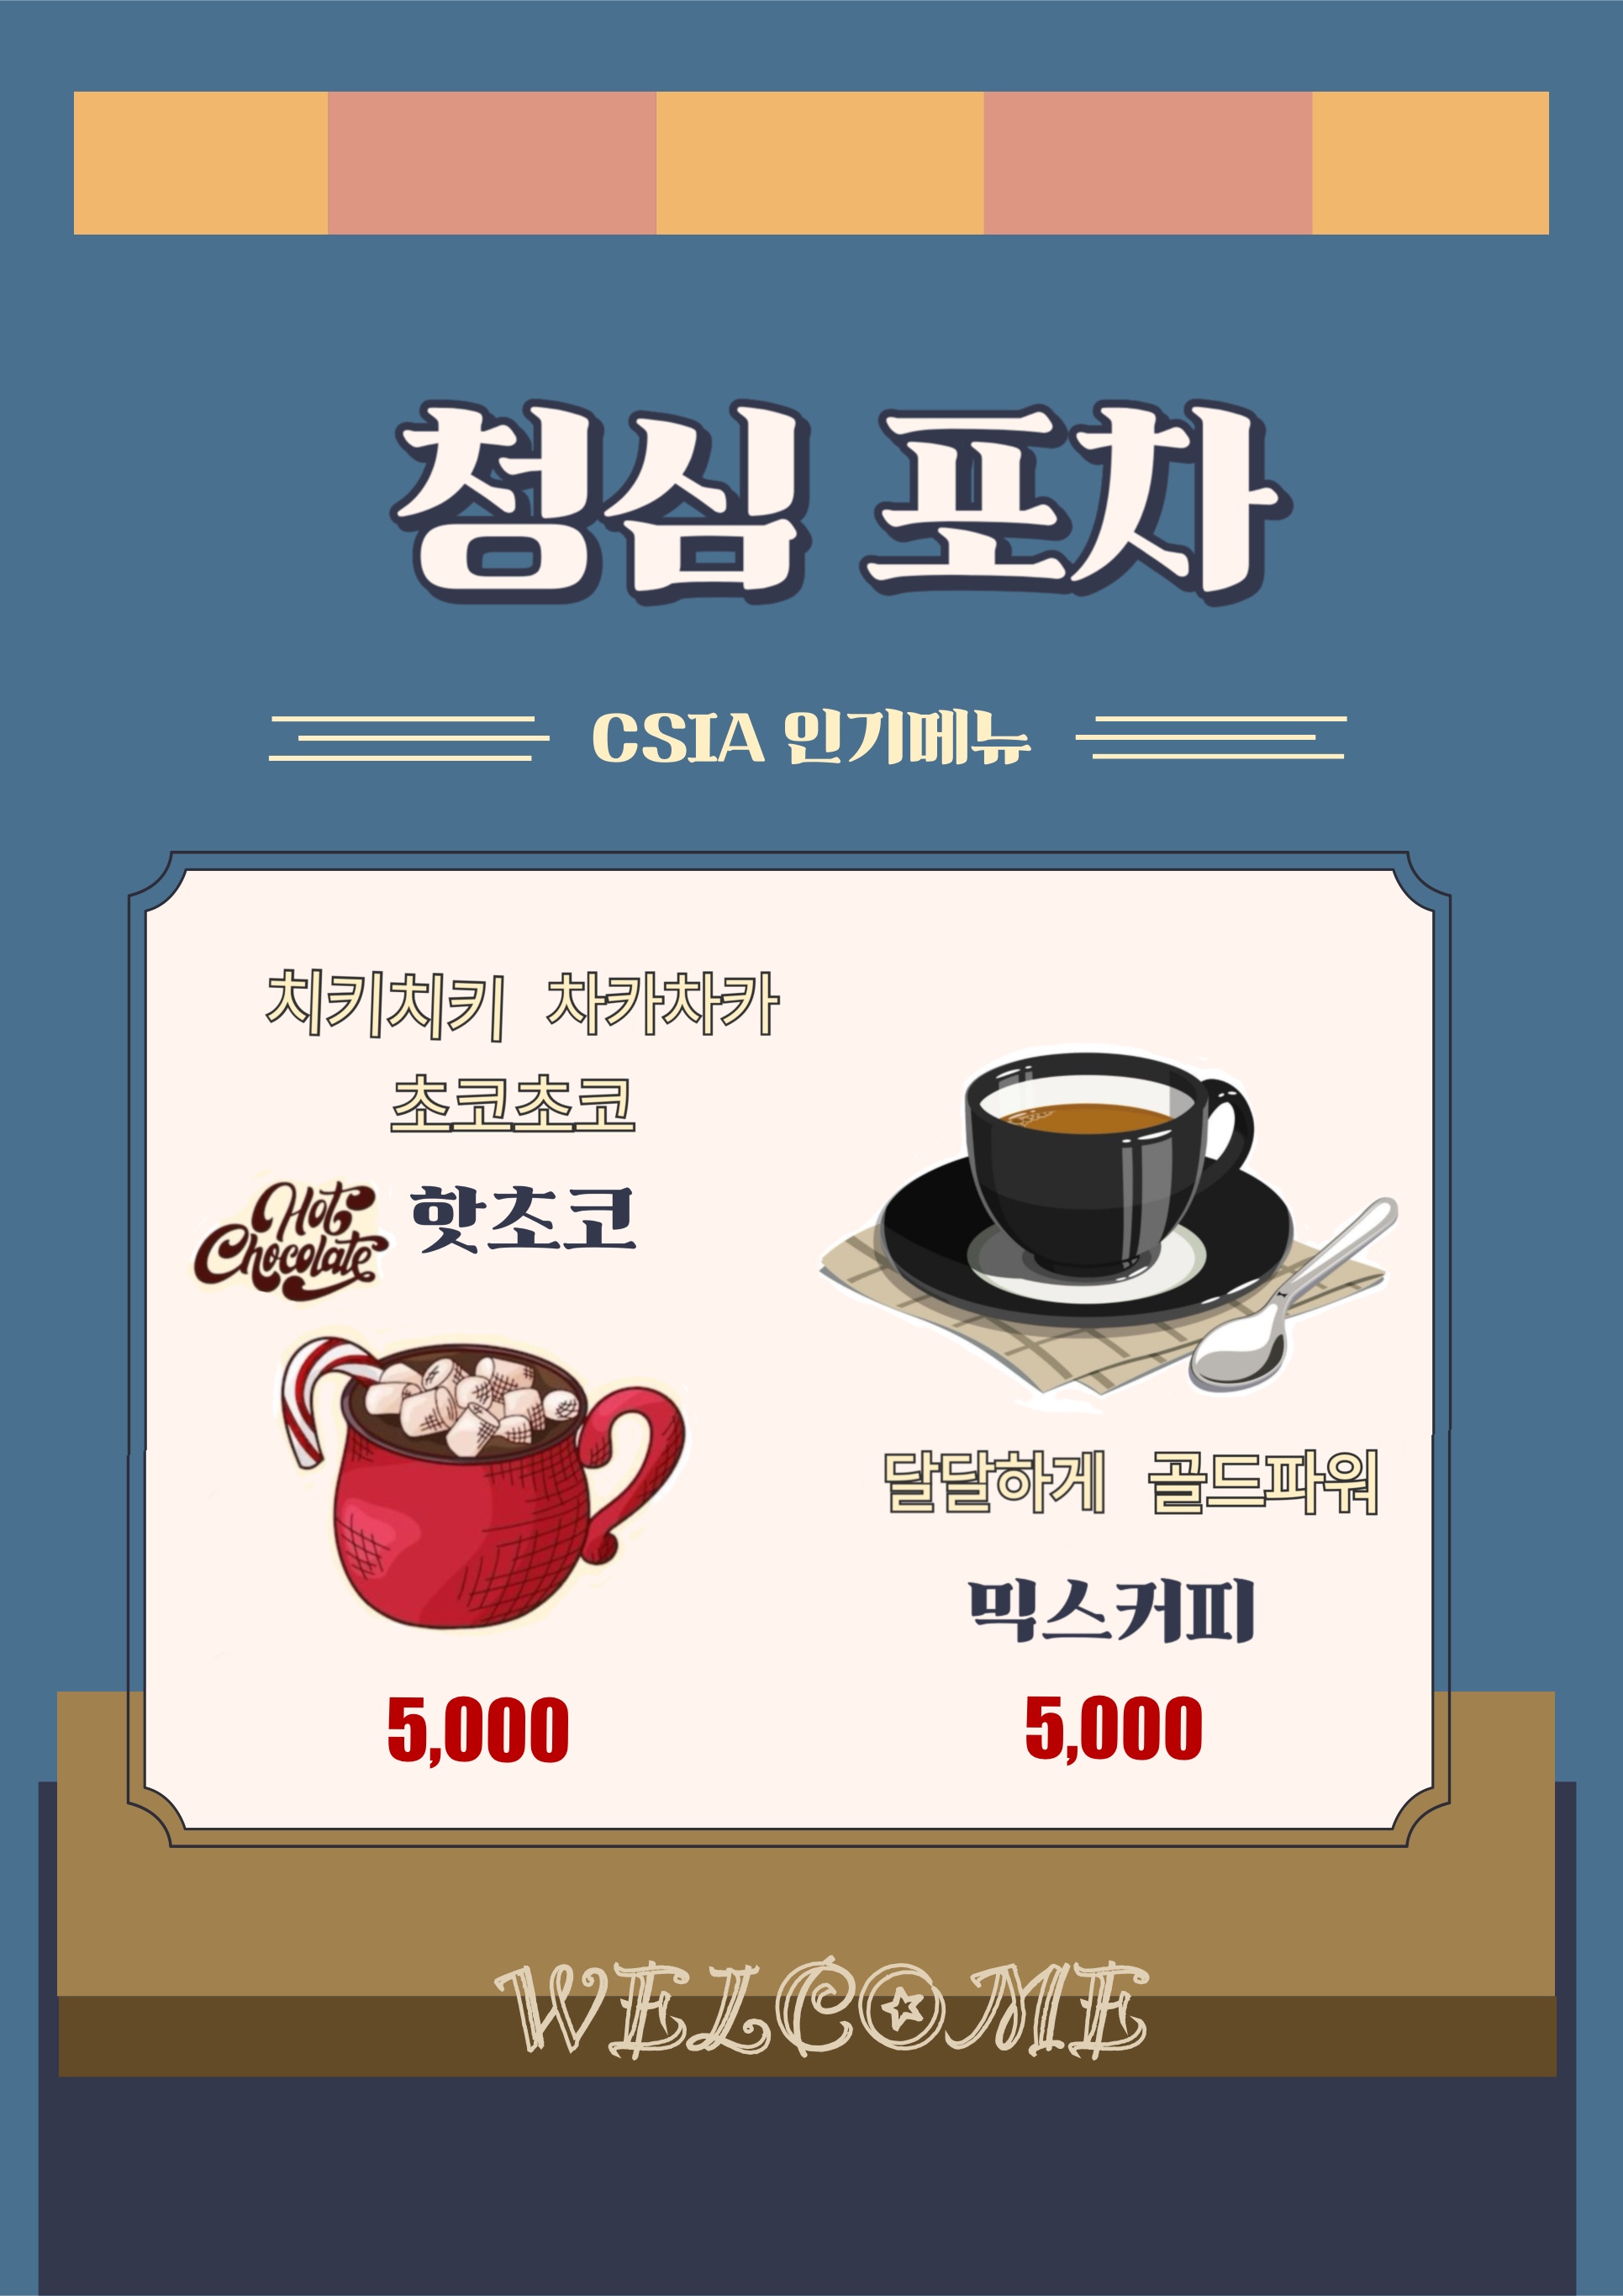 청심 포차
CSIA 인기메뉴
치키치키 차카차카
초코초코
Hot
Chocolate
핫초코
5,000
달달하게 골드파워
믹스커피
5,000
WELCOME